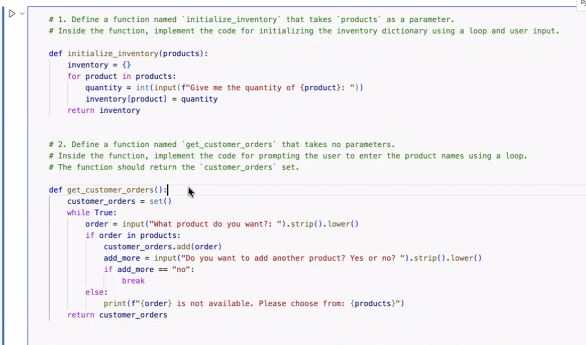 # 1. Define a function named `initialize_inventory` that takes `products` as a parameter.
# Inside the function, implement the code for initializing the inventory dictionary using a loop and user input.
def initialize_inventory(products):
    inventory = {}
    for product in products:
        quantity = int(input(f"Give me the quantity of {product}: "))
        inventory[product] = quantity
    return inventory
# 2. Define a function named `get_customer_orders` that takes no parameters.
# Inside the function, implement the code for prompting the user to enter the product names using a loop.
# The function should return the `customer_orders` set.
def get_customer_orders():
    customer_orders = set()
    while True:
        order = input("What product do you want?: ").strip().lower()
        if order in products:
            customer_orders.add(order)
            add_more = input("Do you want to add another product? Yes or no? ").strip().lower()
            if add_more == "no":
                break
        else:
            print(f"{order} is not available. Please choose from: {products}")
    return customer_orders